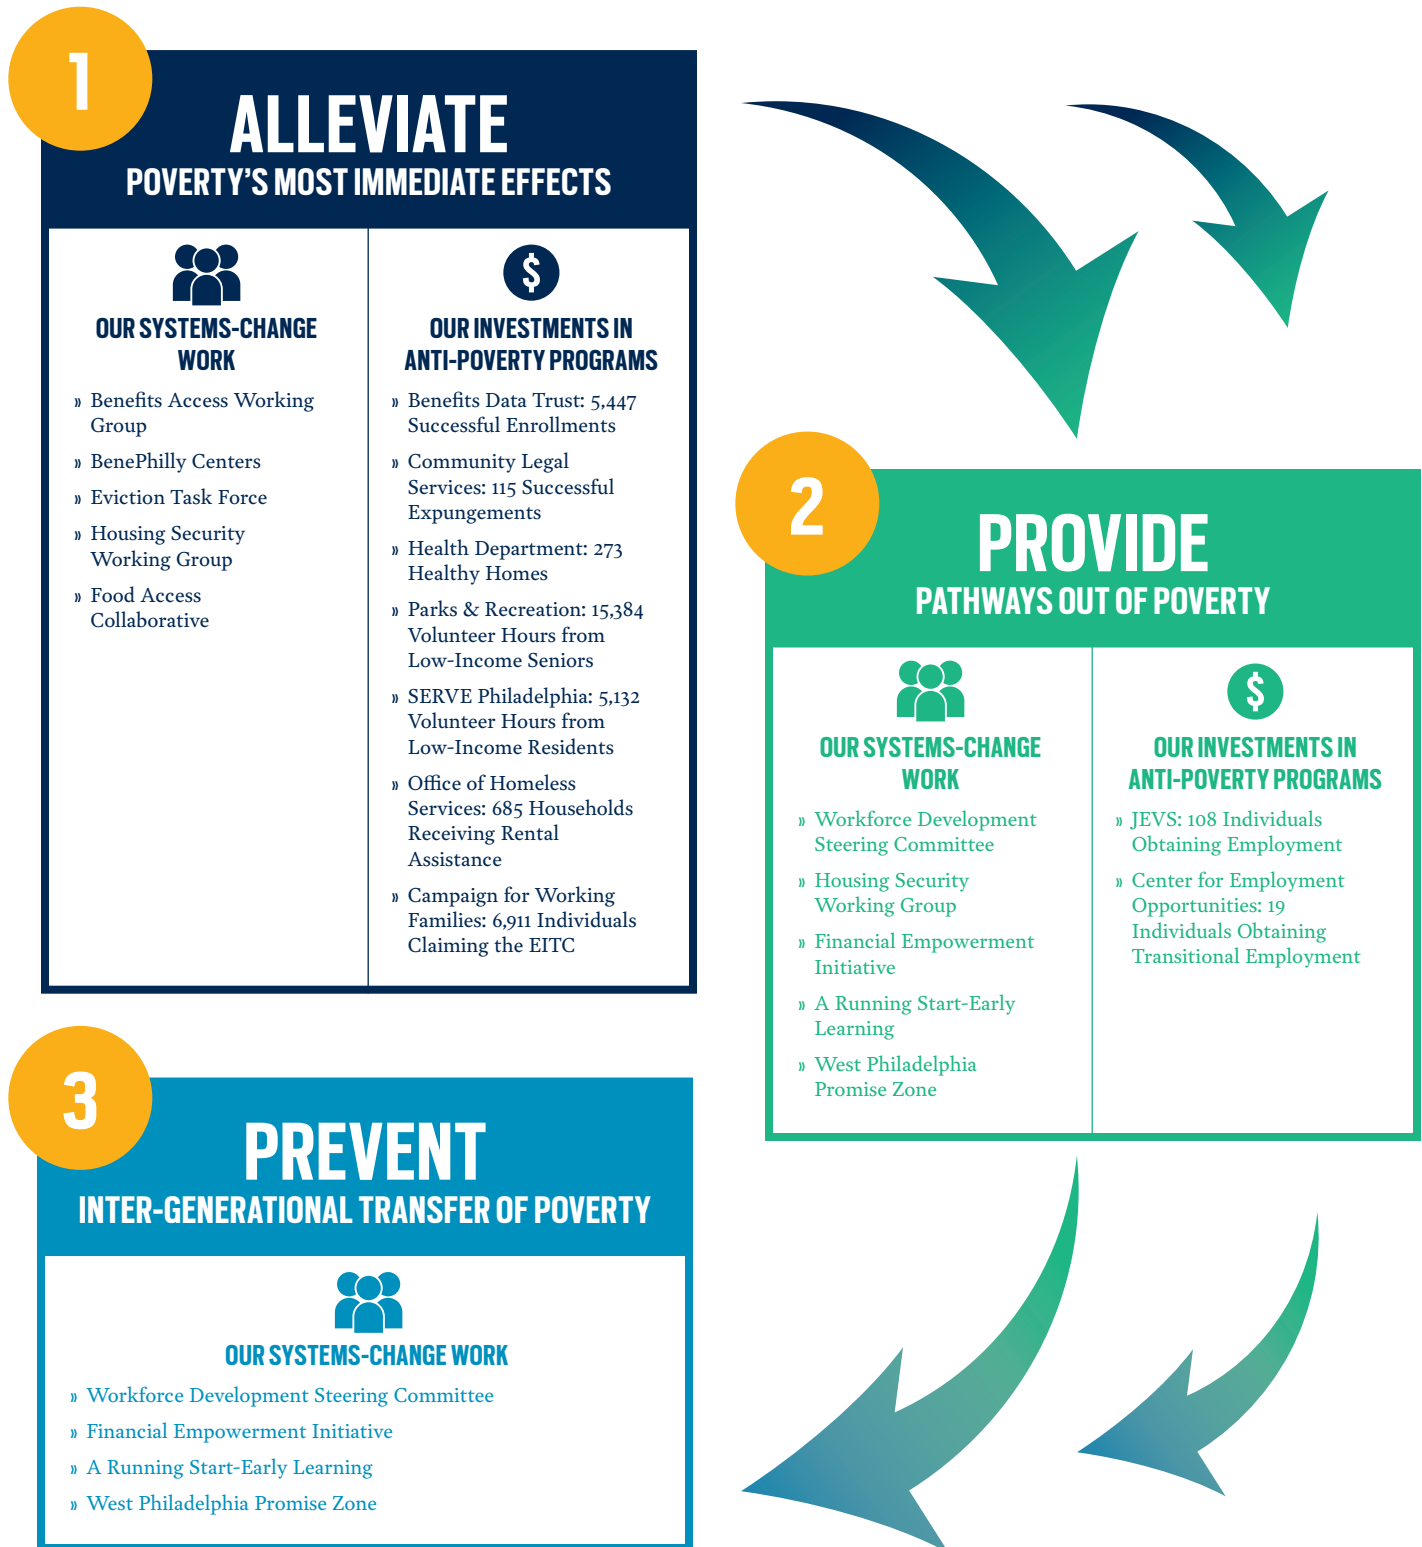 1
ALLEVIATE
POVERTY’S MOST IMMEDIATE EFFECTS
OUR SYSTEMS-CHANGE
WORK
» Benefits Access Working
Group
» BenePhilly Centers
» Eviction Task Force
» Housing Security
Working Group
» Food Access
Collaborative
$
OUR INVESTMENTS IN
ANTI-POVERTY PROGRAMS
» Benefits Data Trust: 5,447
Successful Enrollments
» Community Legal
Services: 115 Successful
Expungements
» Health Department: 273
Healthy Homes
» Parks & Recreation: 15,384
Volunteer Hours from
Low-Income Seniors
» SERVE Philadelphia: 5,132
Volunteer Hours from
Low-Income Residents
» Office of Homeless
Services: 685 Households
Receiving Rental
Assistance
» Campaign for Working
Families: 6,911 Individuals
Claiming the EITC
2
PROVIDE
PATHWAYS OUT OF POVERTY
OUR SYSTEMS-CHANGE
WORK
» Workforce Development
Steering Committee
» Housing Security
Working Group
» Financial Empowerment
Initiative
» A Running Start-Early
Learning
» West Philadelphia
Promise Zone
$
OUR INVESTMENTS IN
ANTI-POVERTY PROGRAMS
» JEVS: 108 Individuals
Obtaining Employment
» Center for Employment
Opportunities: 19
Individuals Obtaining
Transitional Employment
3
PREVENT
INTER-GENERATIONAL TRANSFER OF POVERTY
OUR SYSTEMS-CHANGE WORK
» Workforce Development Steering Committee
» Financial Empowerment Initiative
» A Running Start-Early Learning
» West Philadelphia Promise Zone